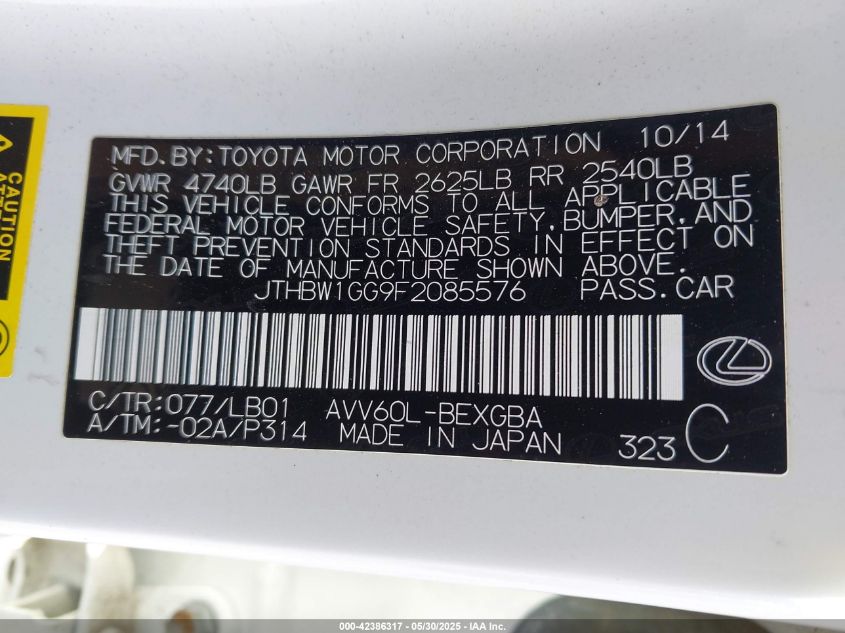 MFD. BY: TOYOTA MOTOR CORPORATION 10/14
GVWR 4740LB GAWR FR 2625LB RR 2540LB
THIS VEHICLE CONFORMS TO ALL APPLICABLE
FEDERAL MOTOR VEHICLE SAFETY, BUMPER, AND
THEFT PREVENTION STANDARDS IN EFFECT ON
THE DATE OF MANUFACTURE SHOWN ABOVE.
JTHBW1GG9F2085576 PASS. CAR
C/TR: 077/LB01 AVV60L-BEXGBA
A/TM: -02A/P314 MADE IN JAPAN 323 C
CAUTION
000-42386317 - 05/30/2025 - IAA Inc.